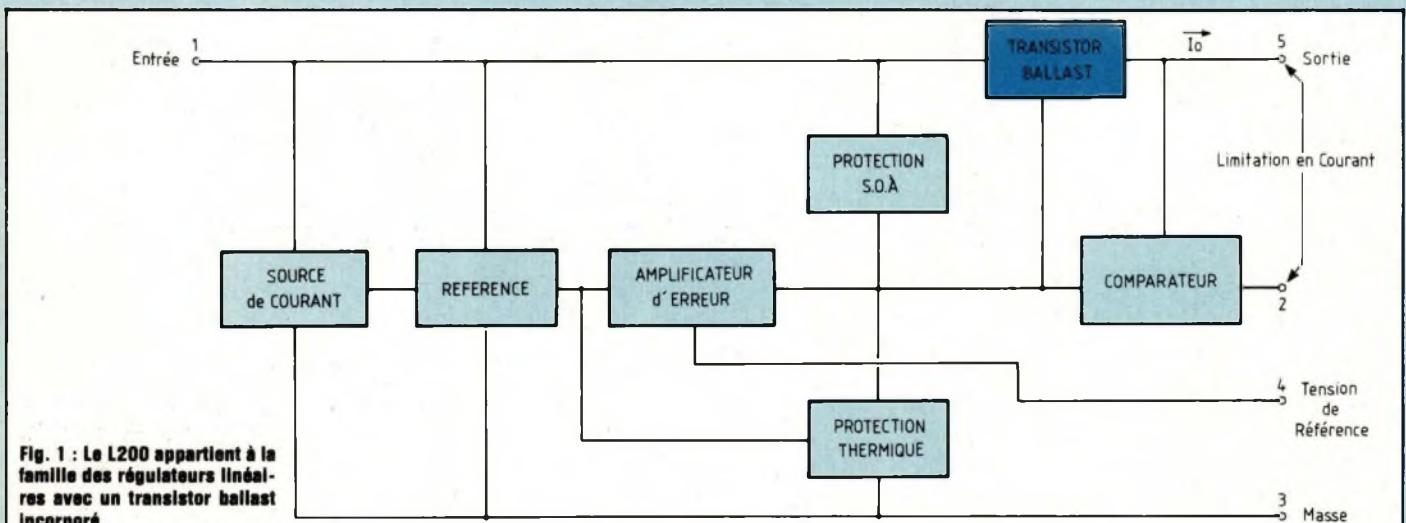 1
Entrée
TRANSISTOR
BALLAST
Io
5
Sortie
PROTECTION
S.O.À
Limitation en Courant
SOURCE
de COURANT
REFERENCE
AMPLIFICATEUR
d'ERREUR
COMPARATEUR
2
4
Tension
de
Référence
PROTECTION
THERMIQUE
3
Masse
Fig. 1 : Le L200 appartient à la
famille des régulateurs linéai-
res avec un transistor ballast
incorporé